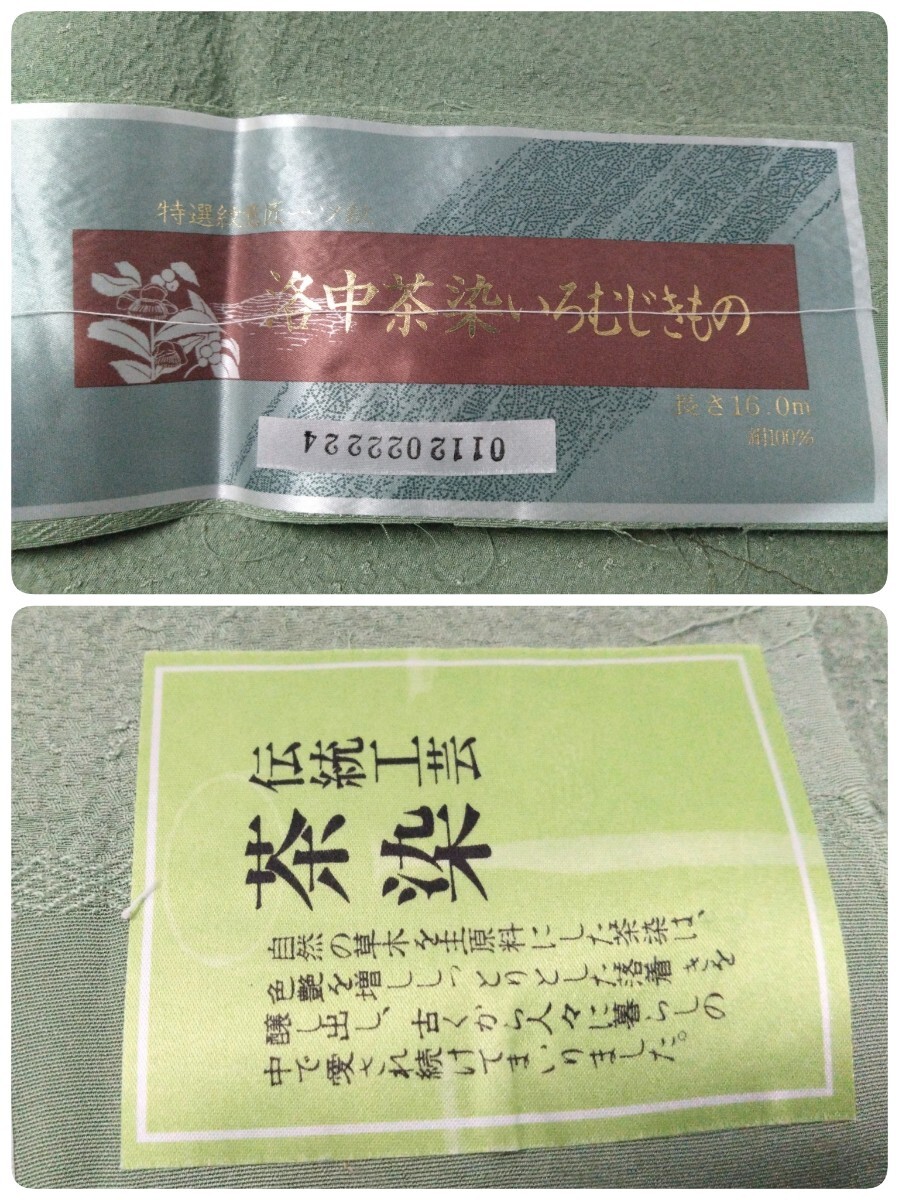 特選
洛中茶染いろむじきもの
長さ16.0m
絹100%
0112022224
伝統工芸
茶染
自然の草木を主原料にした茶染は、
色艶を増ししっとりとした落着きを
醸し出し、古くから人々に暮らしの
中で愛され続けてまいりました。